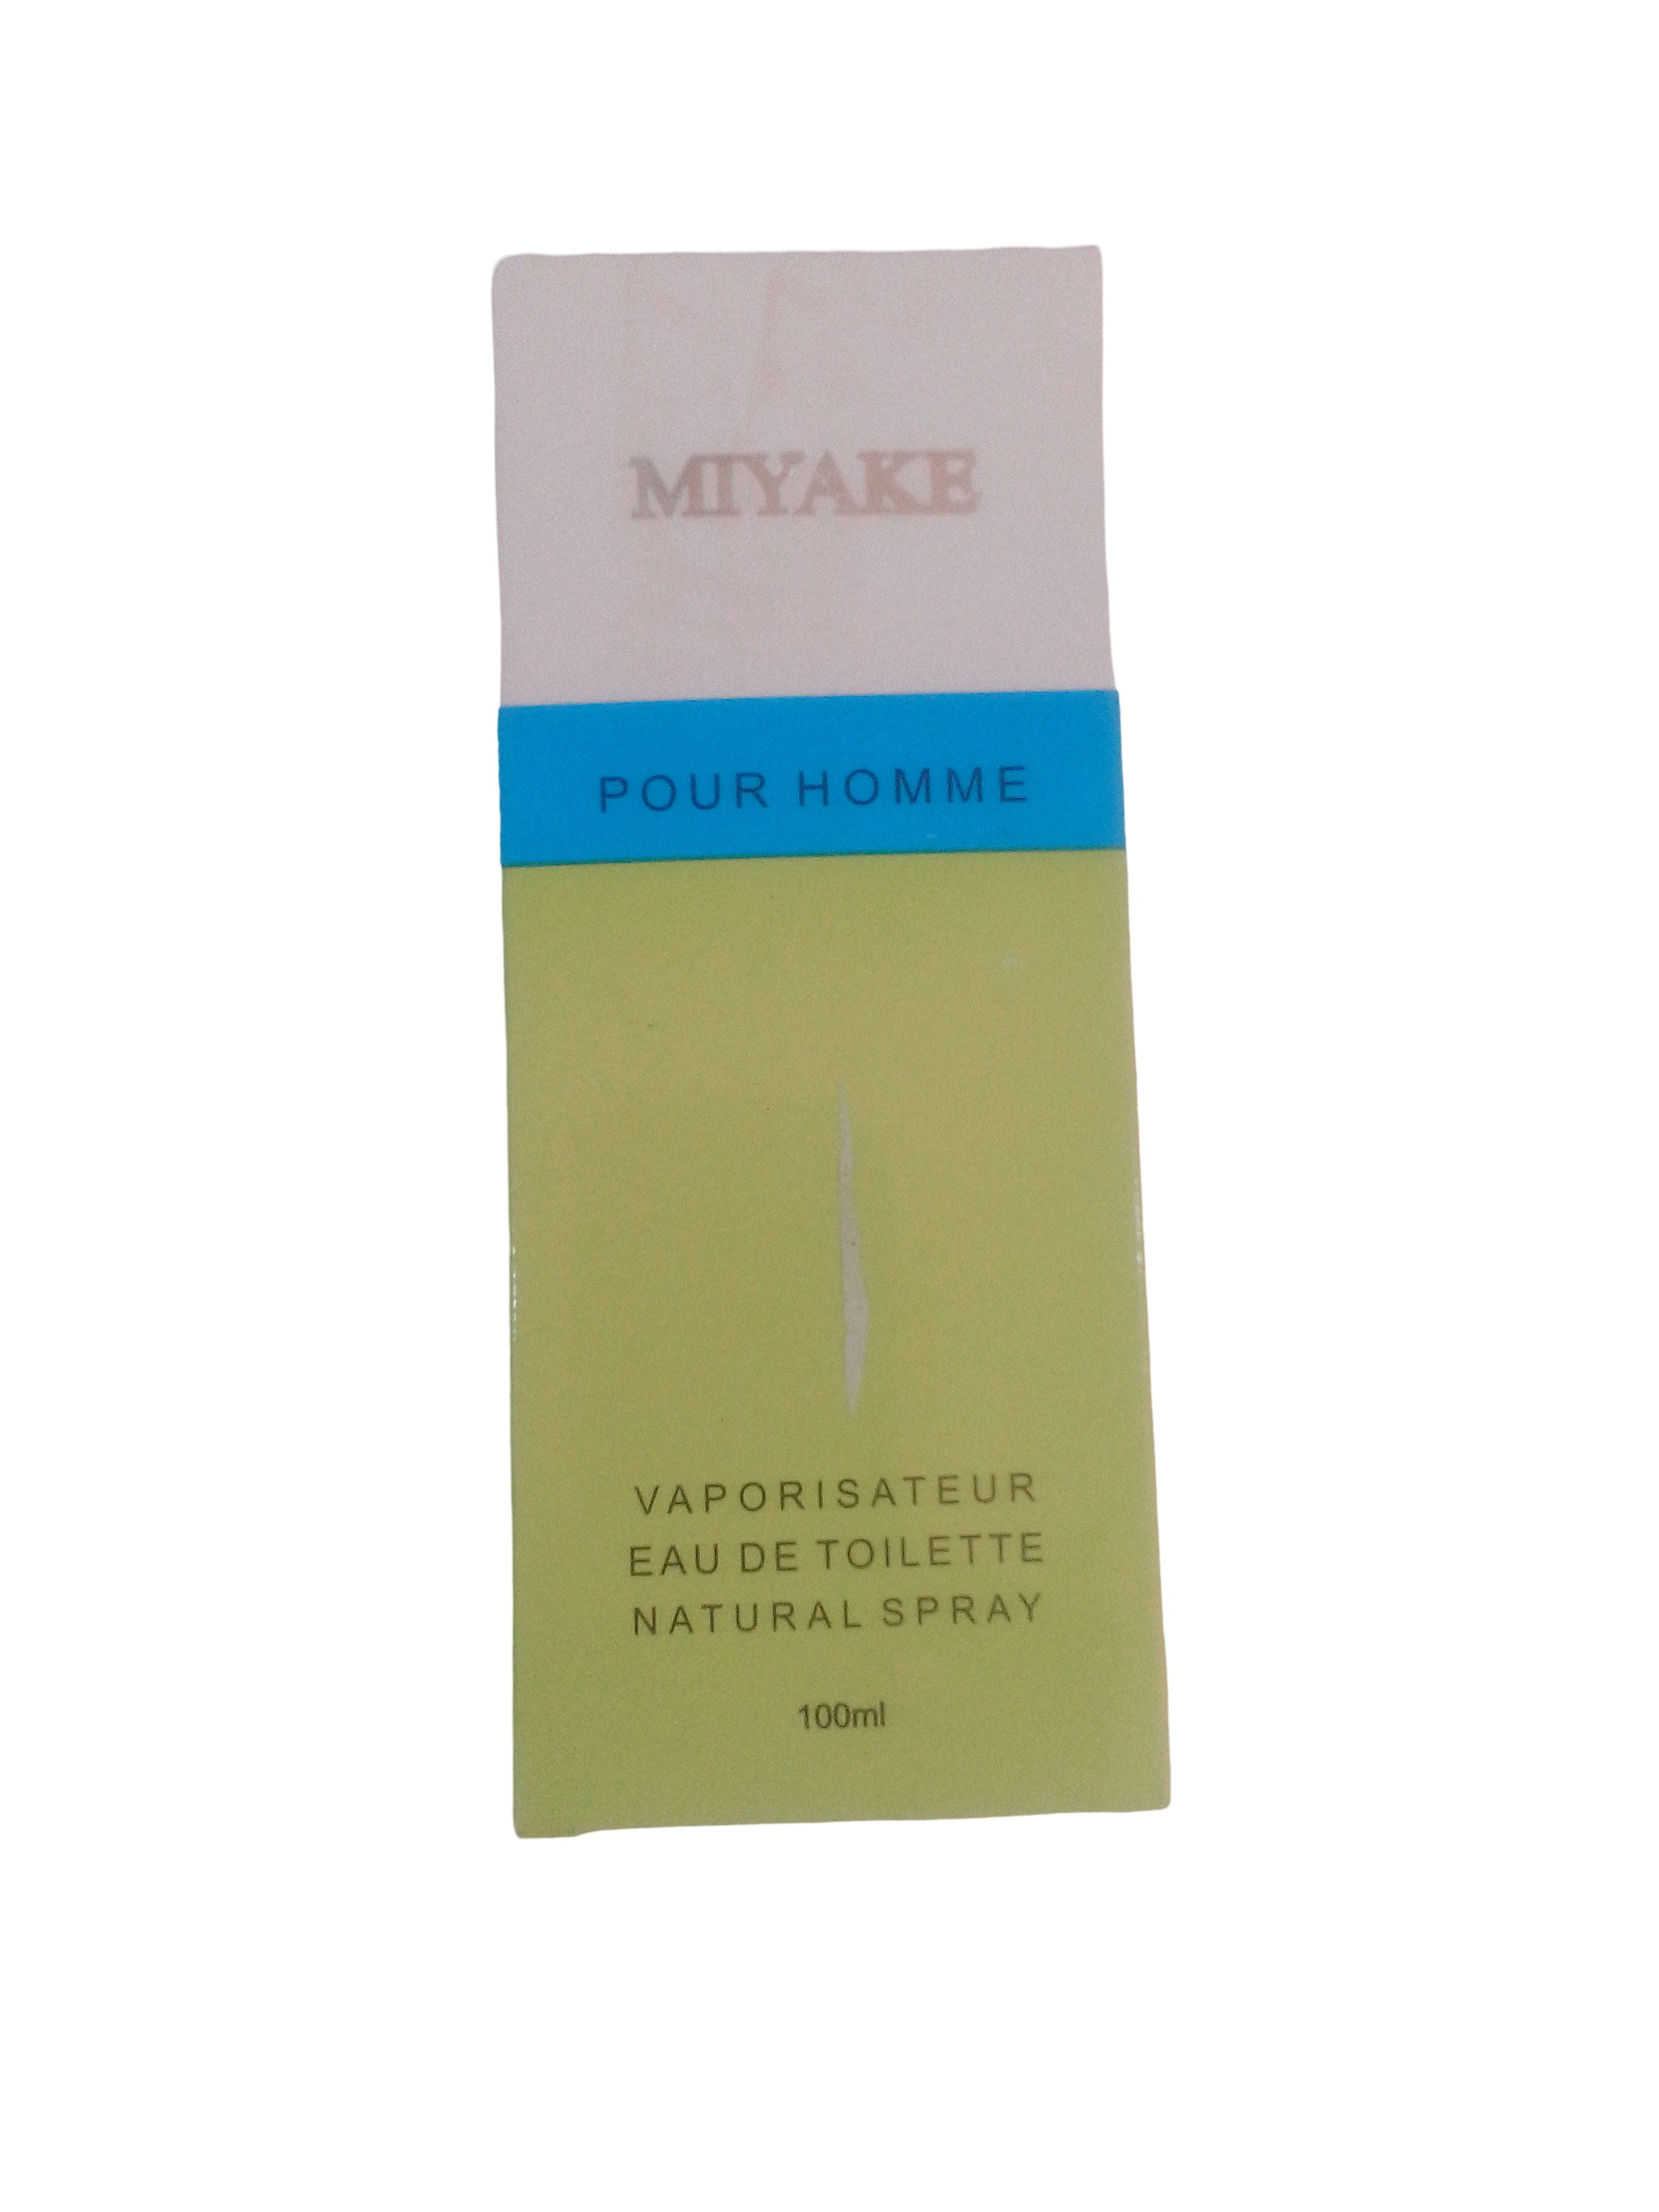 MIYAKE
POUR HOMME
VAPORISATEUR
EAU DE TOILETTE
NATURAL SPRAY
100ml